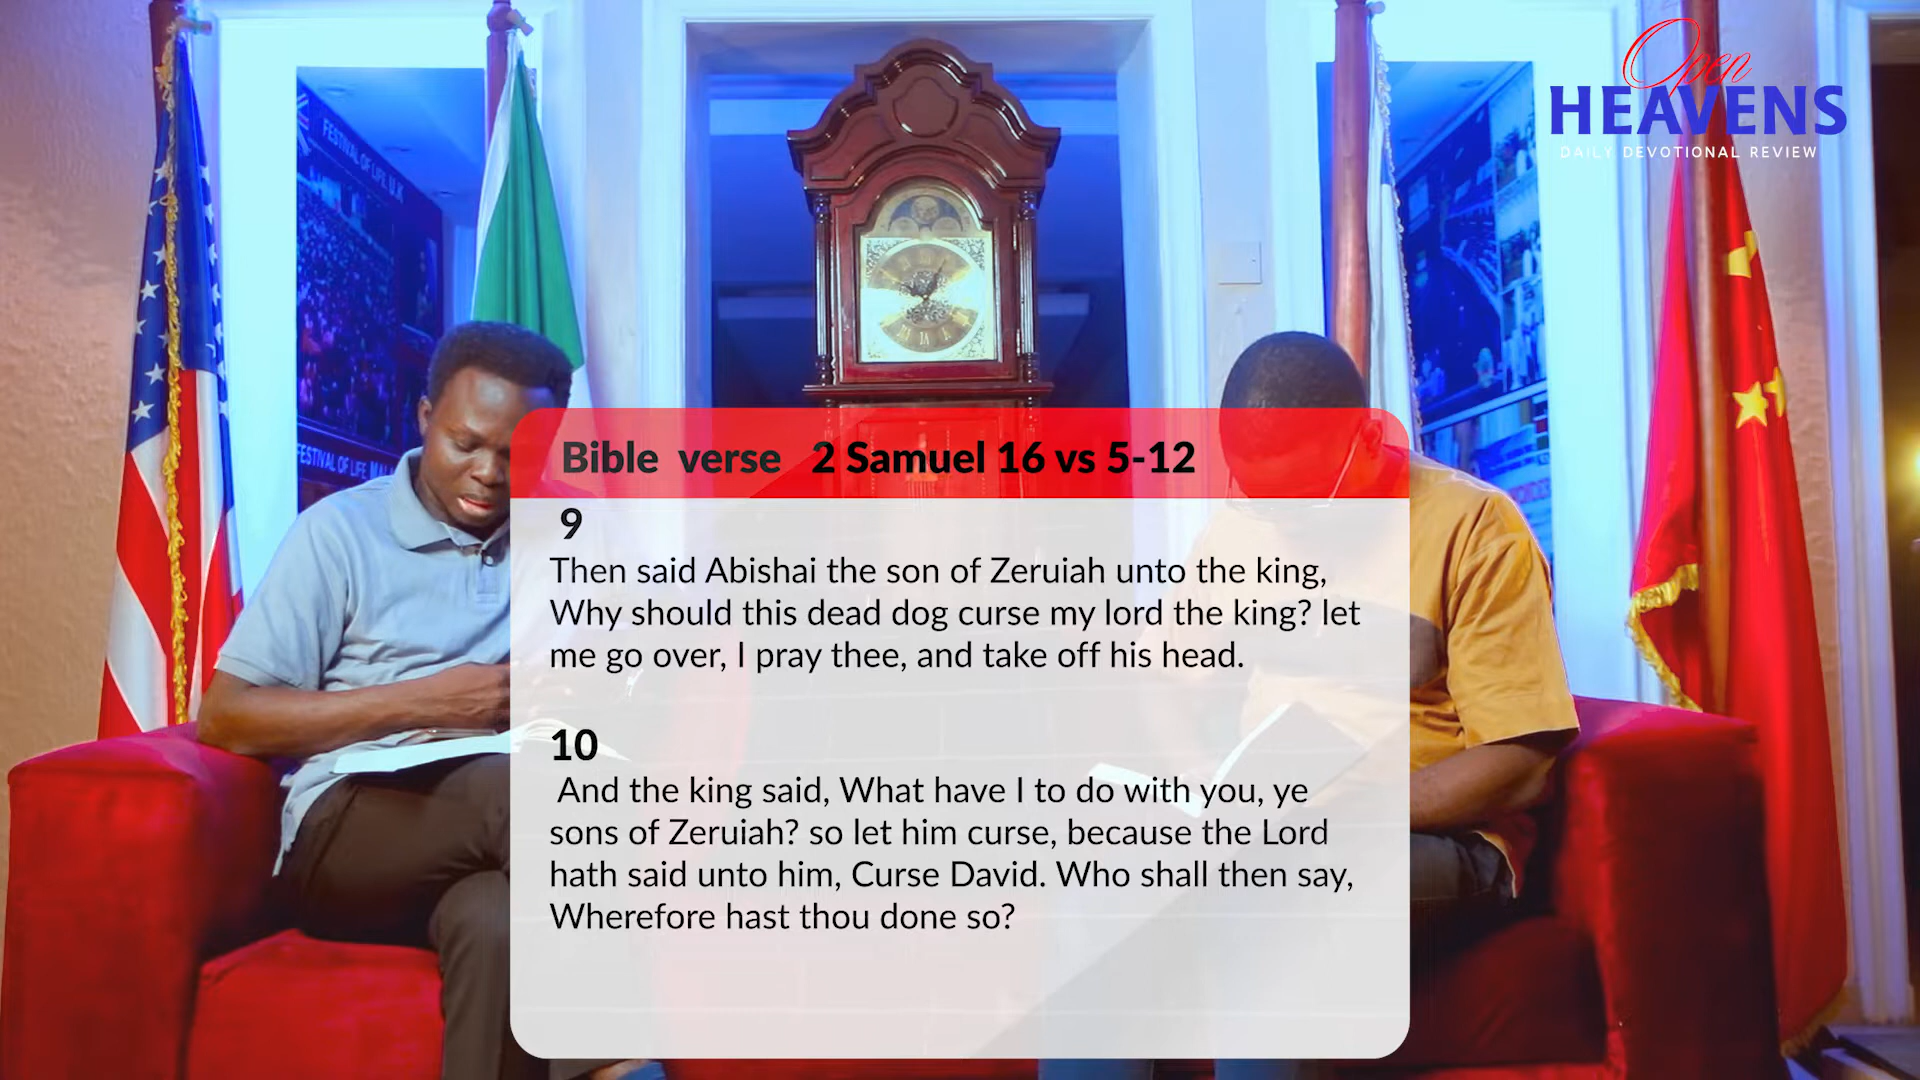 Open
HEAVENS
DAILY DEVOTIONAL REVIEW
FESTIVAL OF LIFE U.K
FESTIVAL OF LIFE
Bible verse 2 Samuel 16 vs 5-12
9
Then said Abishai the son of Zeruiah unto the king,
Why should this dead dog curse my lord the king? let
me go over, I pray thee, and take off his head.
10
And the king said, What have I to do with you, ye
sons of Zeruiah? so let him curse, because the Lord
hath said unto him, Curse David. Who shall then say,
Wherefore hast thou done so?